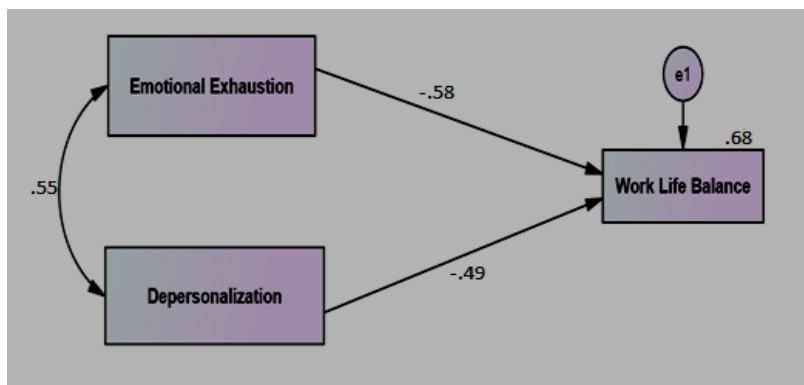 Emotional Exhaustion
e1
-.58
.68
Work Life Balance
.55
-.49
Depersonalization